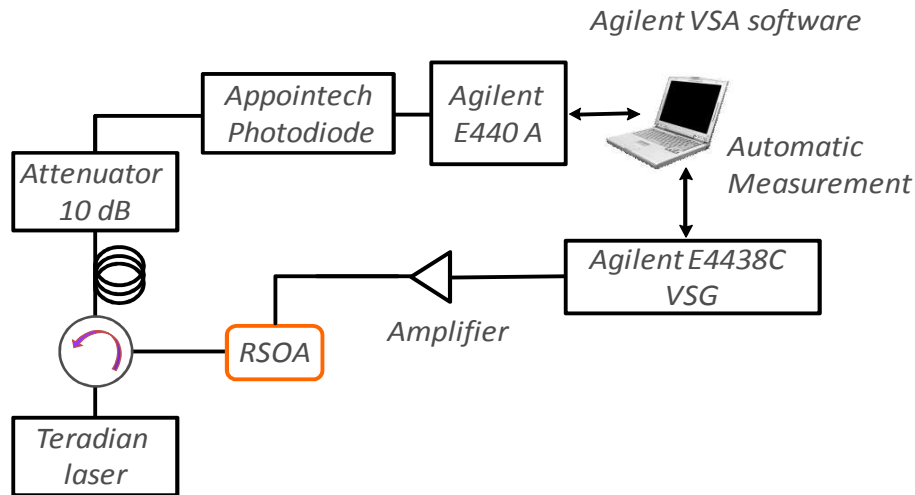 Agilent VSA software
Appointech
Photodiode
Agilent
E440 A
Automatic
Measurement
Attenuator
10 dB
Agilent E4438C
VSG
Amplifier
RSOA
Teradian
laser